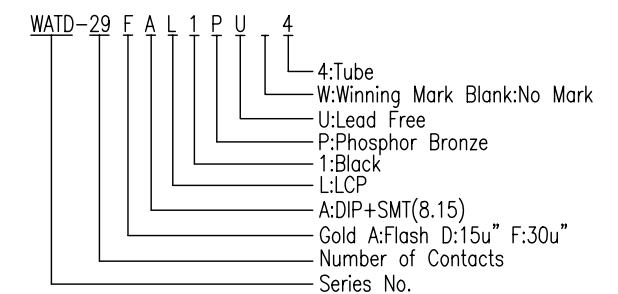 WATD-29 F A L 1 P U _ 4
4:Tube
W:Winning Mark Blank:No Mark
U:Lead Free
P:Phosphor Bronze
1:Black
L:LCP
A:DIP+SMT(8.15)
Gold A:Flash D:15u” F:30u”
Number of Contacts
Series No.